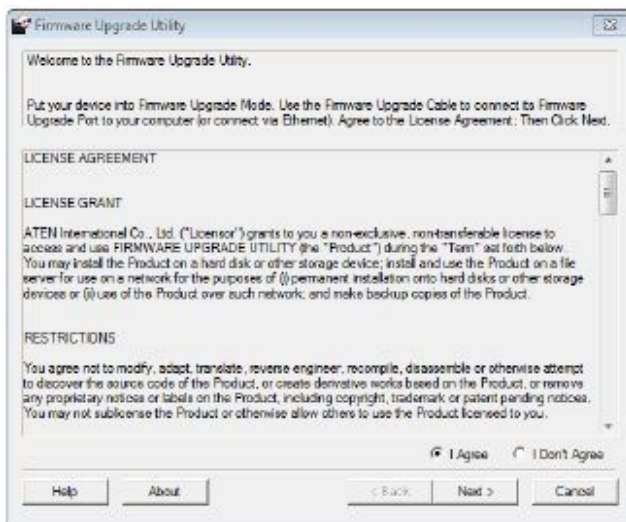 Firmware Upgrade Utility
Welcome to the Firmware Upgrade Utility.
Put your device into Firmware Upgrade Mode. Use the Firmware Upgrade Cable to connect its Firmware
Upgrade Port to your computer (or connect via Ethernet). Agree to the License Agreement; Then Click Next.
LICENSE AGREEMENT
LICENSE GRANT
ATEN International Co., Ltd. ("Licensor") grants to you a non-exclusive, non-transferable license to
access and use FIRMWARE UPGRADE UTILITY (the "Product") during the "Term" set forth below.
You may install the Product on a hard disk or other storage device; install and use the Product on a file
server for use on a network for the purposes of (i) permanent installation onto hard disks or other storage
devices or (ii) use of the Product over such network; and make backup copies of the Product.
RESTRICTIONS
You agree not to modify, adapt, translate, reverse engineer, recompile, disassemble or otherwise attempt
to discover the source code of the Product, or create derivative works based on the Product, or remove
any proprietary notices or labels on the Product, including copyright, trademark or patent pending notices.
You may not sublicense the Product or otherwise allow others to use the Product licensed to you.
I Agree I Don't Agree
Help About < Back Next > Cancel